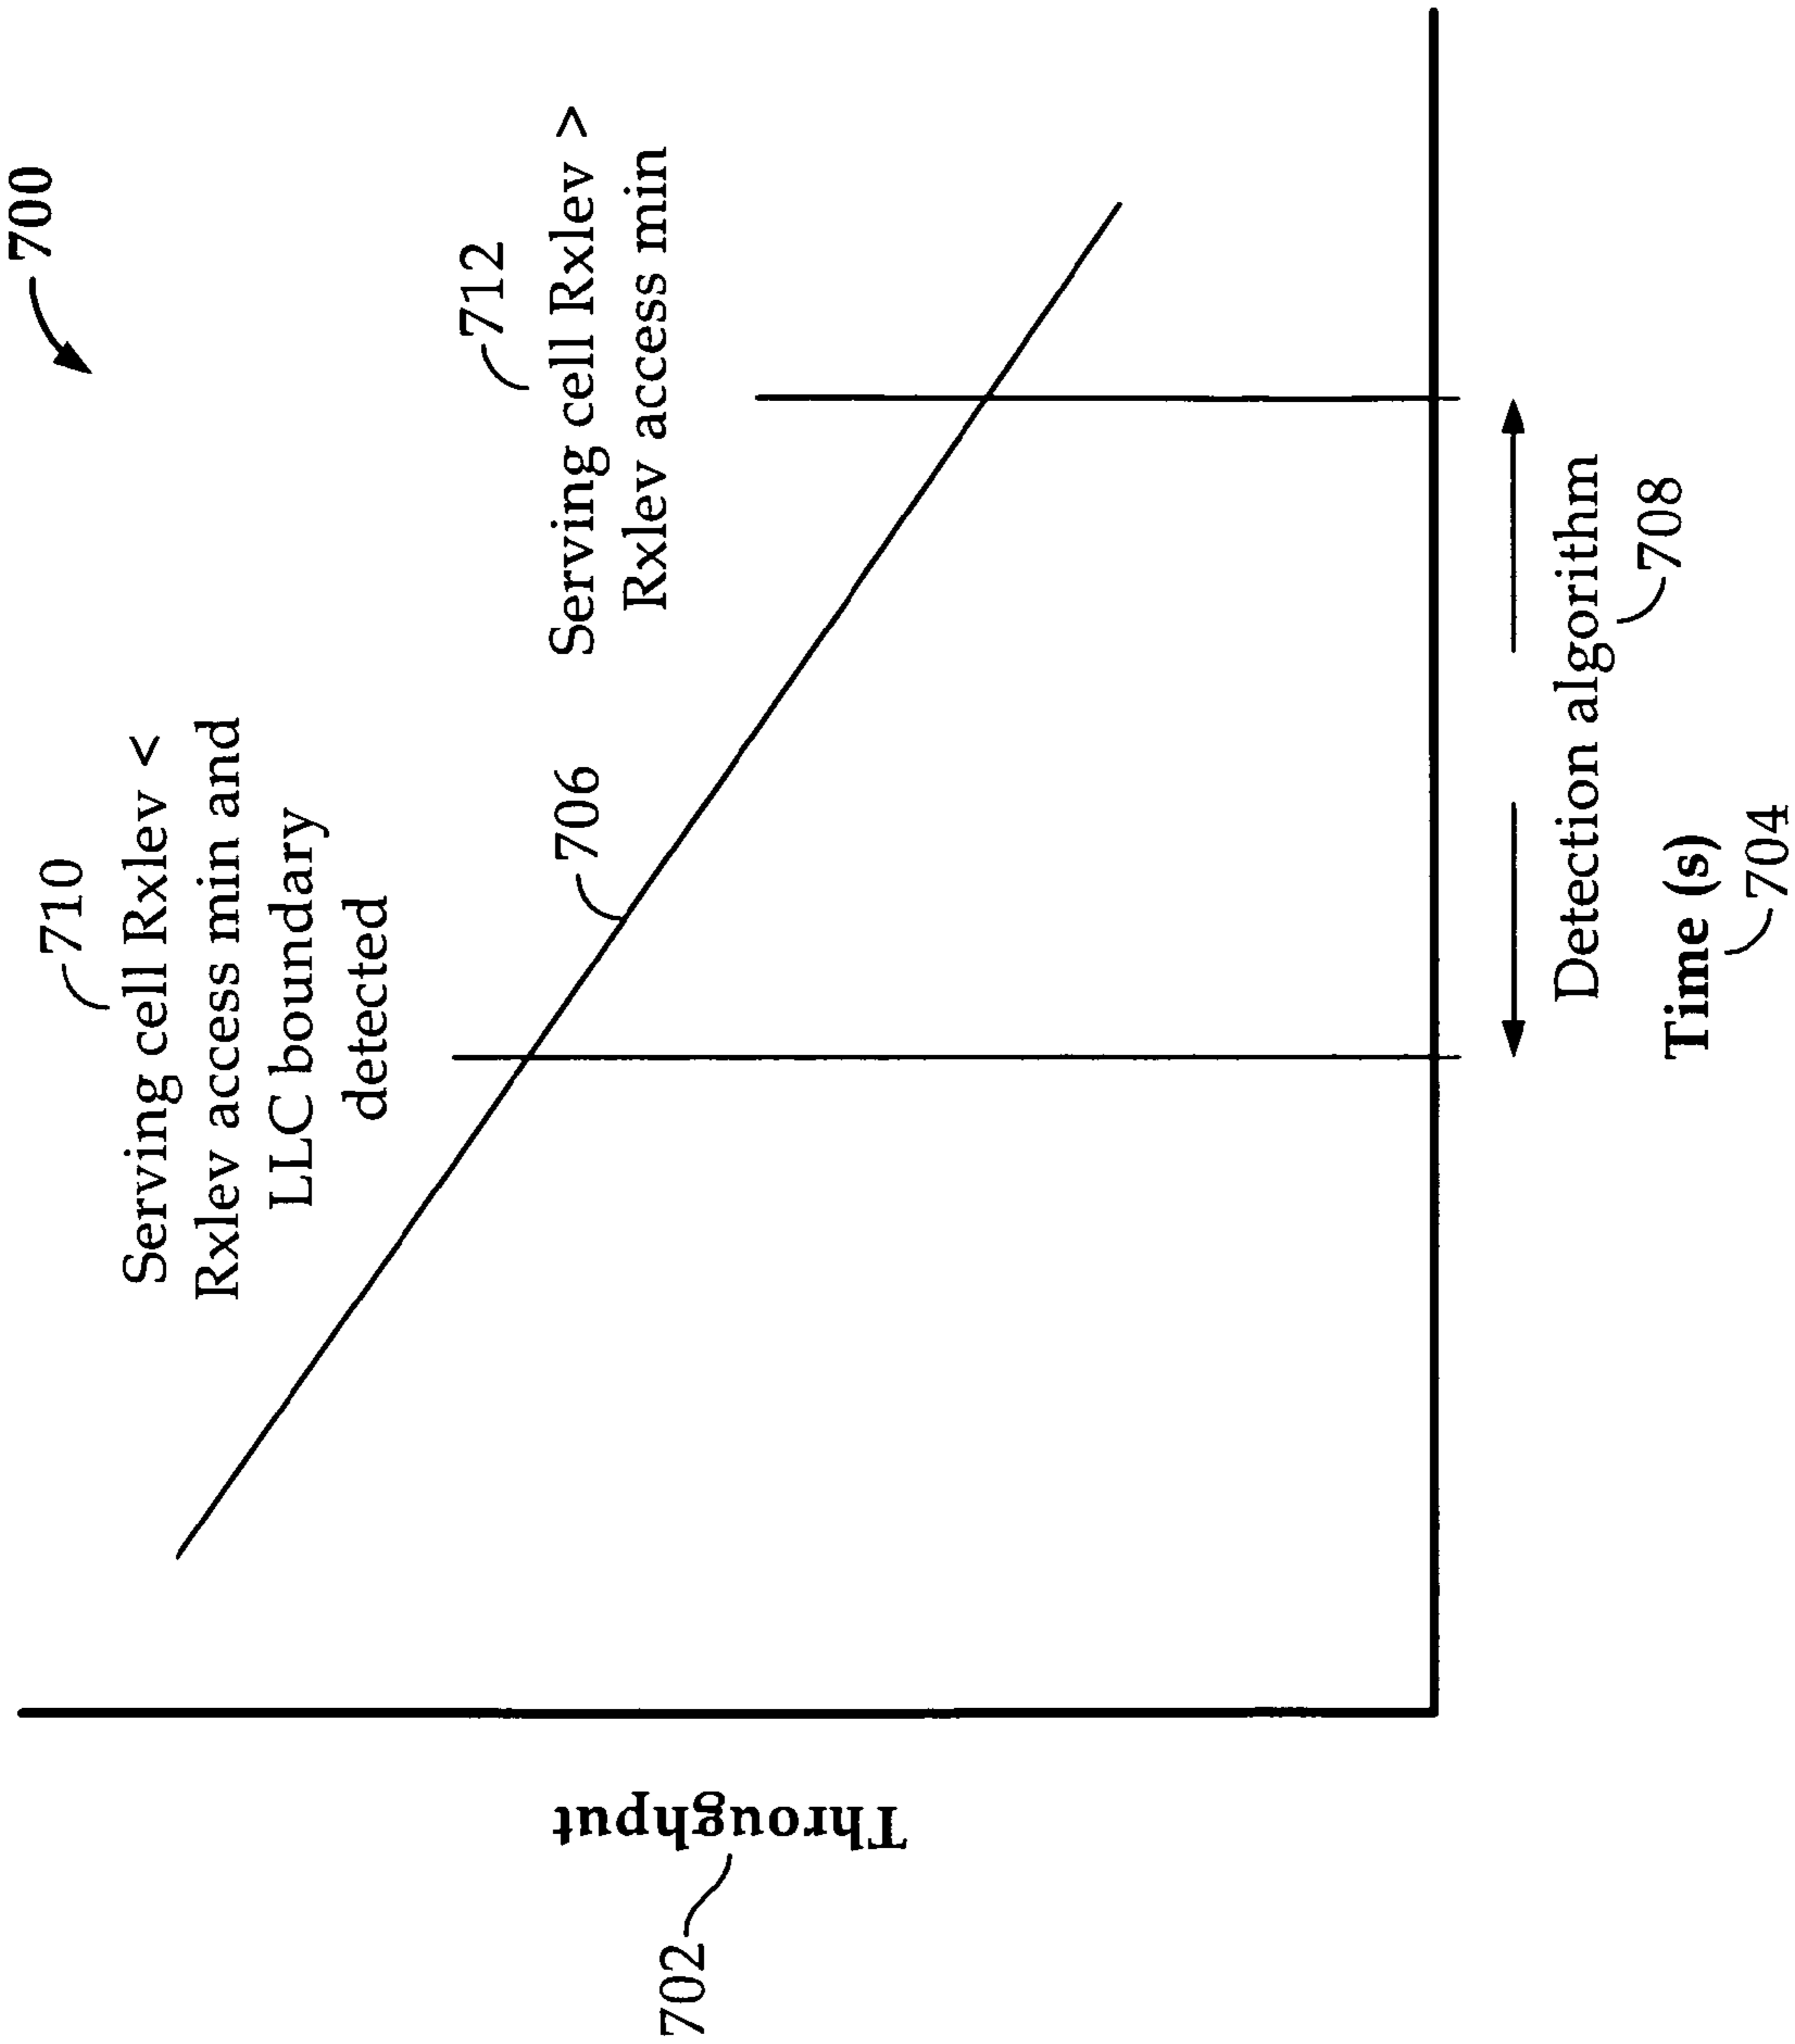 700
710
Serving cell Rxlev <
Rxlev access min and
LLC boundary
detected
712
Serving cell Rxlev >
Rxlev access min
706
Throughput
702
Detection algorithm
708
Time (s)
704